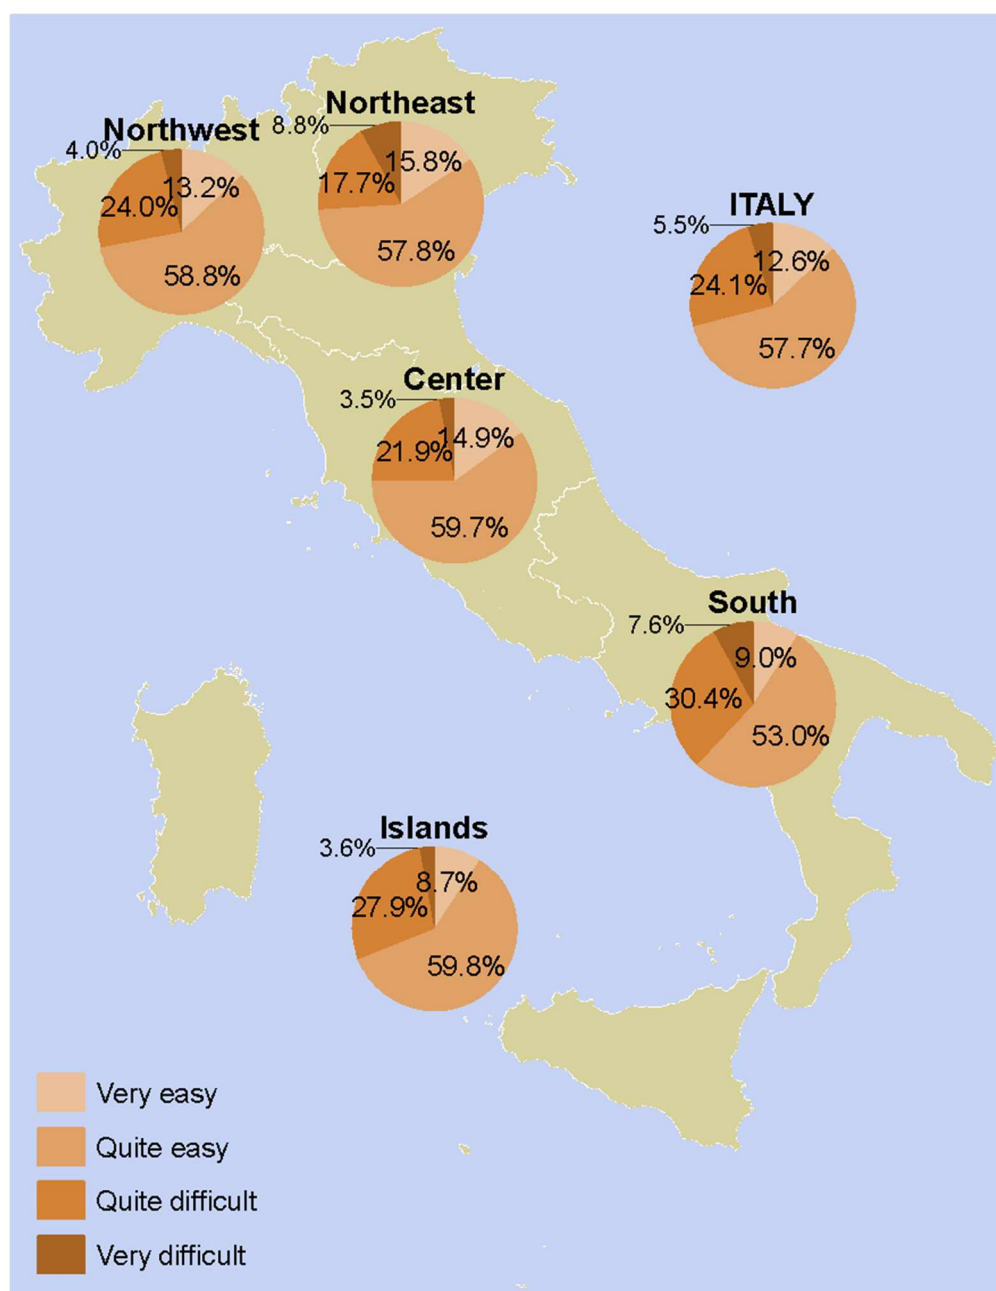 Northeast
8.8%
15.8%
17.7%
57.8%
Northwest
4.0%
13.2%
24.0%
58.8%
ITALY
5.5%
12.6%
24.1%
57.7%
Center
3.5%
14.9%
21.9%
59.7%
South
7.6%
9.0%
30.4%
53.0%
Islands
3.6%
8.7%
27.9%
59.8%
Very easy
Quite easy
Quite difficult
Very difficult